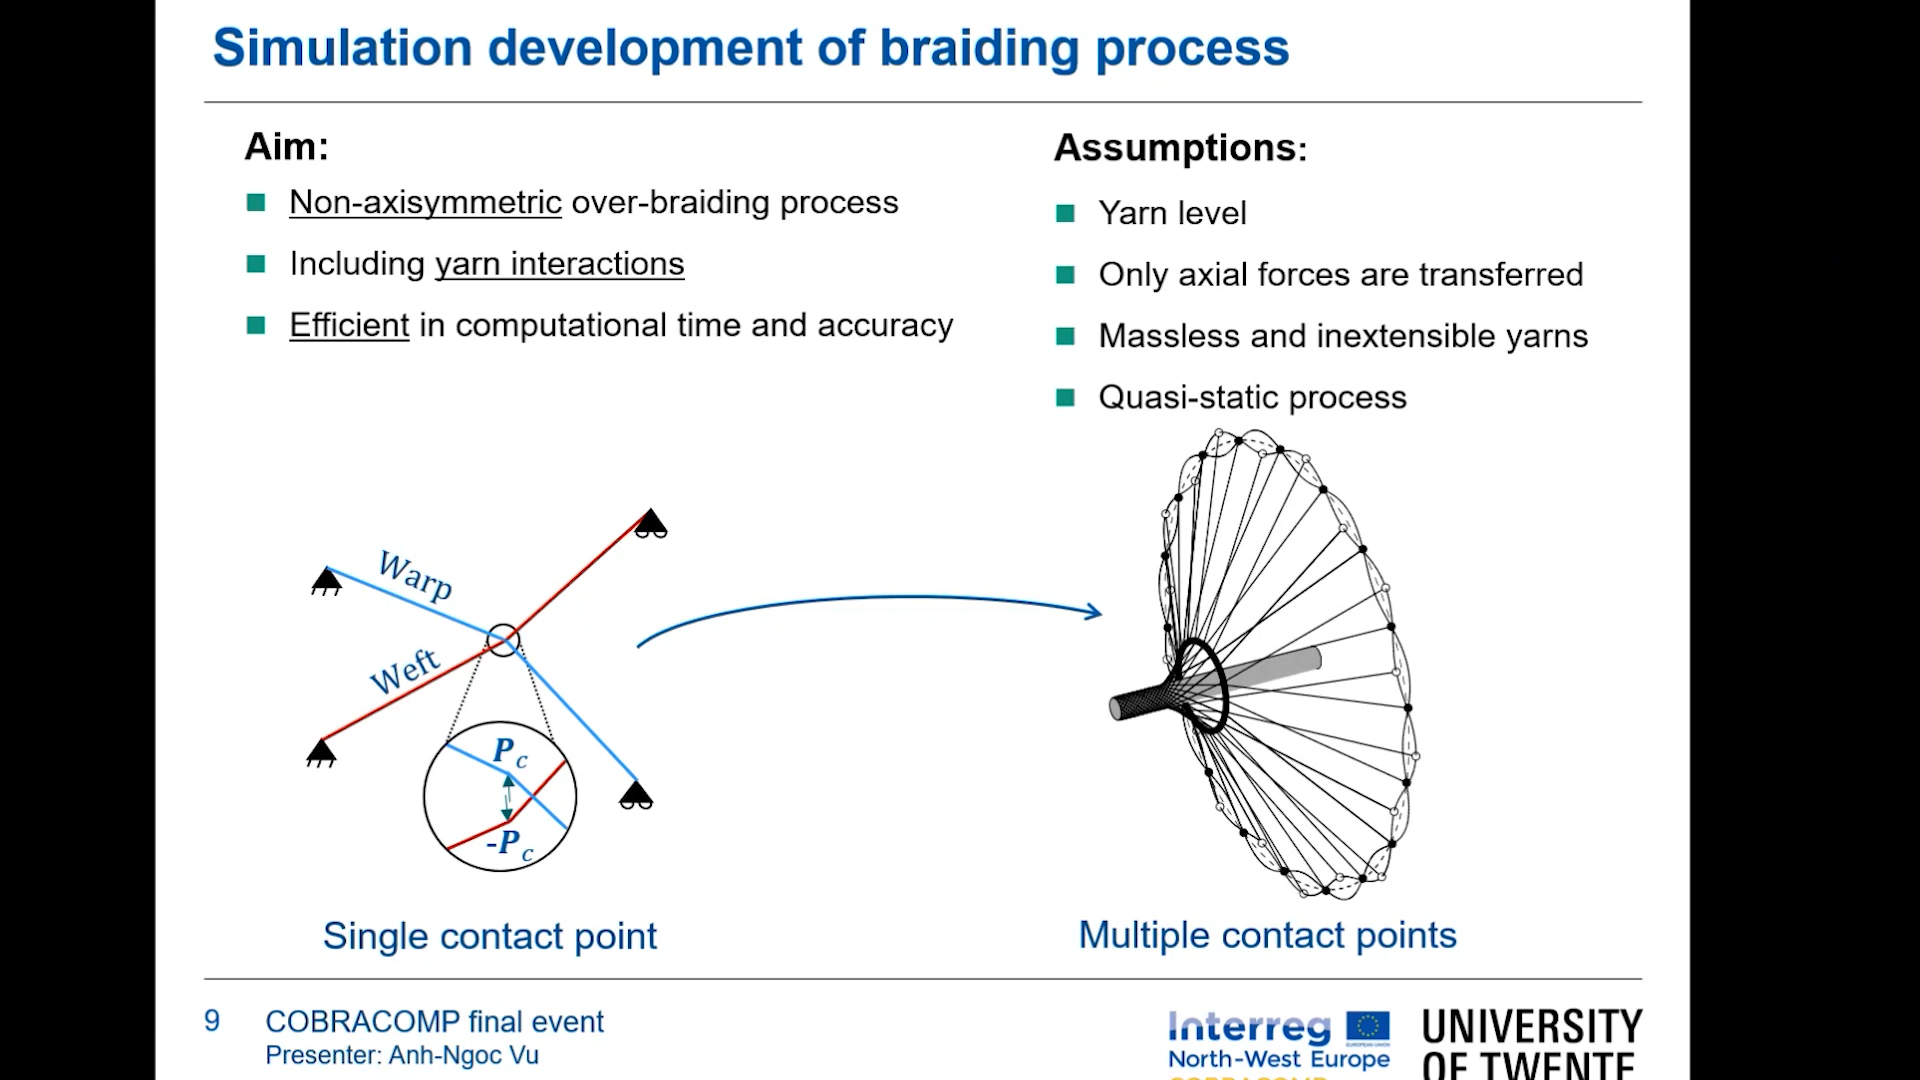 Simulation development of braiding process
Aim:
Non-axisymmetric over-braiding process
Including yarn interactions
Efficient in computational time and accuracy
Assumptions:
Yarn level
Only axial forces are transferred
Massless and inextensible yarns
Quasi-static process
Warp
Weft
Pc
-Pc
Single contact point
Multiple contact points
9
COBRACOMP final event
Presenter: Anh-Ngoc Vu
Interreg
EUROPEAN UNION
North-West Europe
COBRACOMP
UNIVERSITY
OF TWENTE